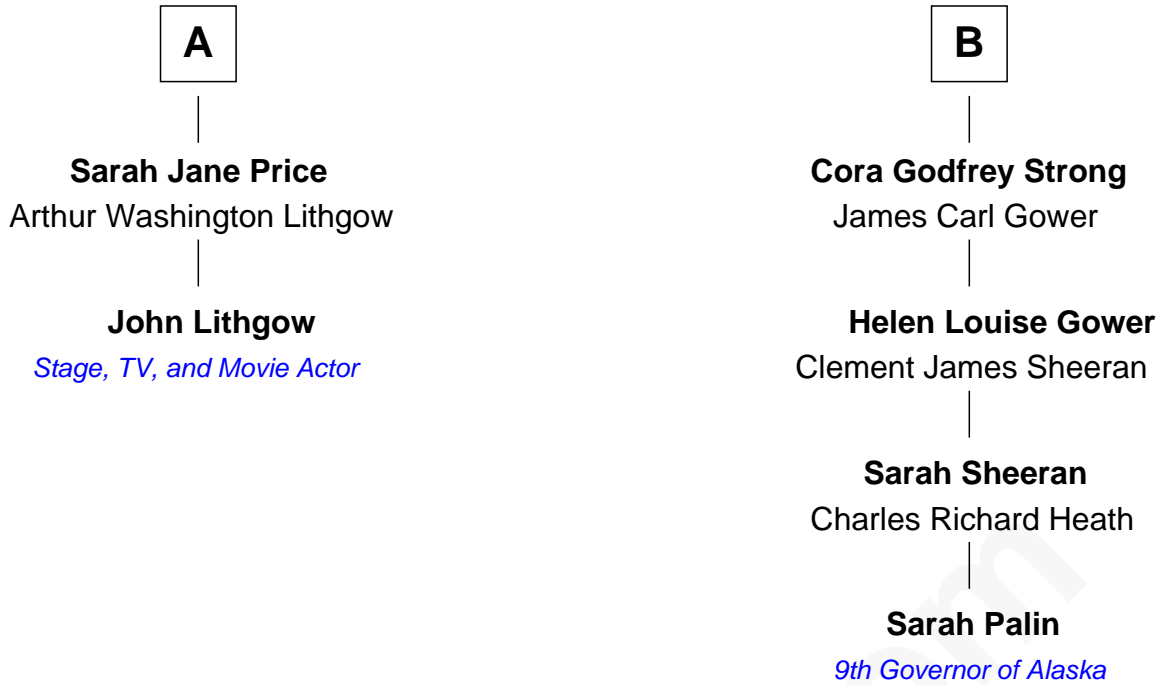 A
Sarah Jane Price
Arthur Washington Lithgow
John Lithgow
Stage, TV, and Movie Actor
B
Cora Godfrey Strong
James Carl Gower
Helen Louise Gower
Clement James Sheeran
Sarah Sheeran
Charles Richard Heath
Sarah Palin
9th Governor of Alaska